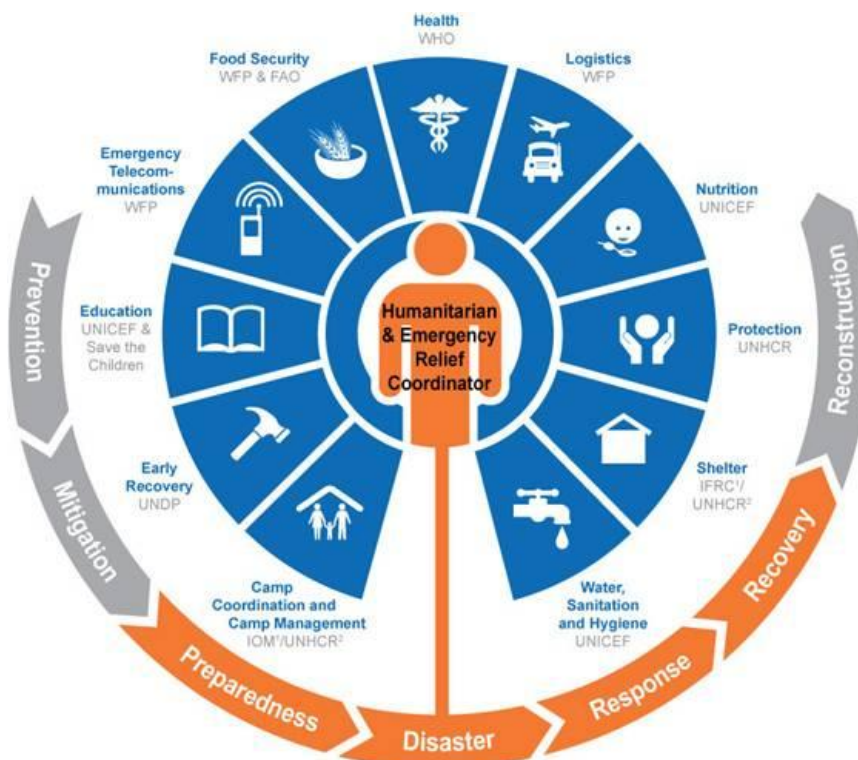 Health
WHO
Food Security
WFP & FAO
Logistics
WFP
Emergency
Telecom-
munications
WFP
Nutrition
UNICEF
Education
UNICEF &
Save the
Children
Humanitarian
& Emergency
Relief
Coordinator
Protection
UNHCR
Early
Recovery
UNDP
Shelter
IFRC¹/
UNHCR²
Camp
Coordination and
Camp Management
IOM¹/UNHCR²
Water,
Sanitation
and Hygiene
UNICEF
Prevention
Mitigation
Preparedness
Disaster
Response
Recovery
Reconstruction